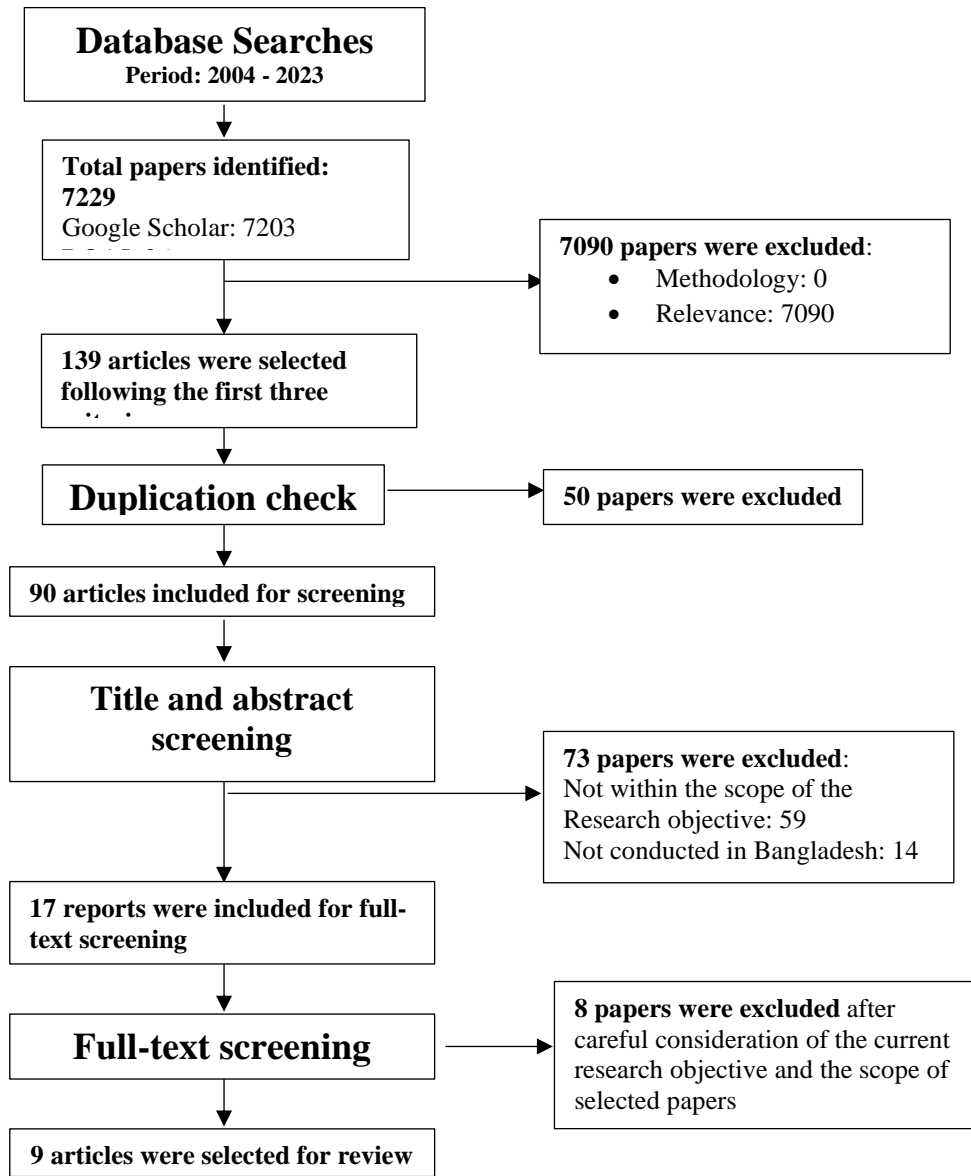 Database Searches
Period: 2004 - 2023
Total papers identified:
7229
Google Scholar: 7203
7090 papers were excluded:
• Methodology: 0
• Relevance: 7090
139 articles were selected
following the first three
Duplication check
50 papers were excluded
90 articles included for screening
Title and abstract
screening
73 papers were excluded:
Not within the scope of the
Research objective: 59
Not conducted in Bangladesh: 14
17 reports were included for full-
text screening
Full-text screening
8 papers were excluded after
careful consideration of the current
research objective and the scope of
selected papers
9 articles were selected for review